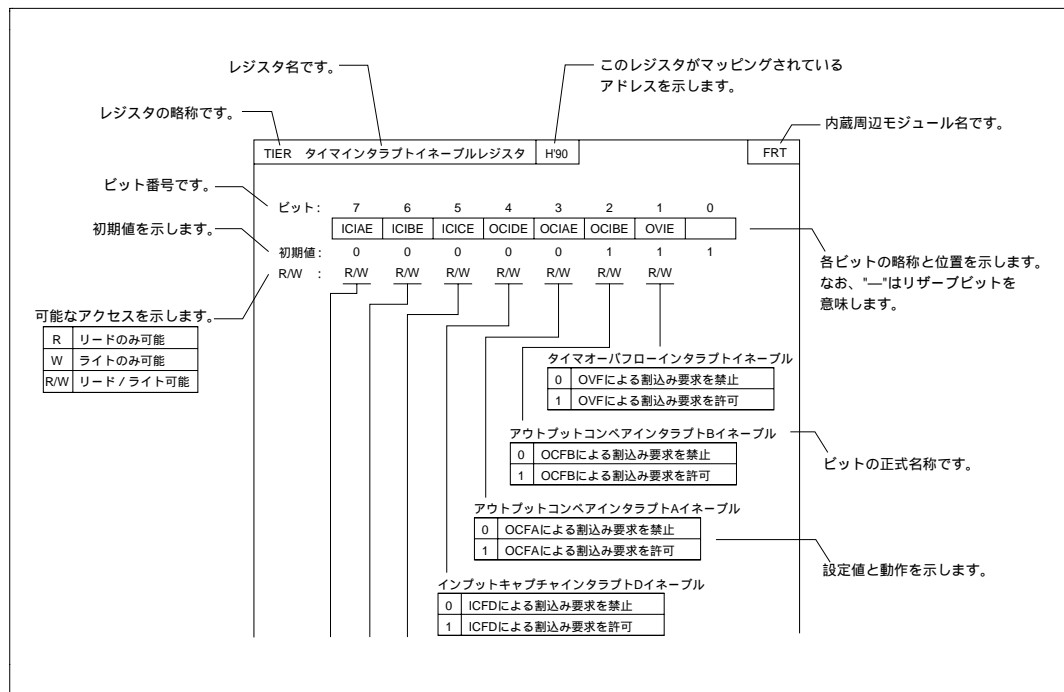 レジスタ名です。
このレジスタがマッピングされている
アドレスを示します。
レジスタの略称です。
内蔵周辺モジュール名です。
TIER タイマインタラプトイネーブルレジスタ H'90 FRT
ビット番号です。
ビット: 7 6 5 4 3 2 1 0
ICIAE ICIBE ICICE OCIDE OCIAE OCIBE OVIE
初期値を示します。
初期値: 0 0 0 0 0 1 1 1
R/W : R/W R/W R/W R/W R/W R/W R/W
各ビットの略称と位置を示します。
なお、"―"はリザーブビットを
意味します。
可能なアクセスを示します。
R リードのみ可能
W ライトのみ可能
R/W リード / ライト可能
タイマオーバフローインタラプトイネーブル
0 OVFによる割込み要求を禁止
1 OVFによる割込み要求を許可
アウトプットコンペアインタラプトBイネーブル
0 OCFBによる割込み要求を禁止
1 OCFBによる割込み要求を許可
ビットの正式名称です。
アウトプットコンペアインタラプトAイネーブル
0 OCFAによる割込み要求を禁止
1 OCFAによる割込み要求を許可
設定値と動作を示します。
インプットキャプチャインタラプトDイネーブル
0 ICFDによる割込み要求を禁止
1 ICFDによる割込み要求を許可